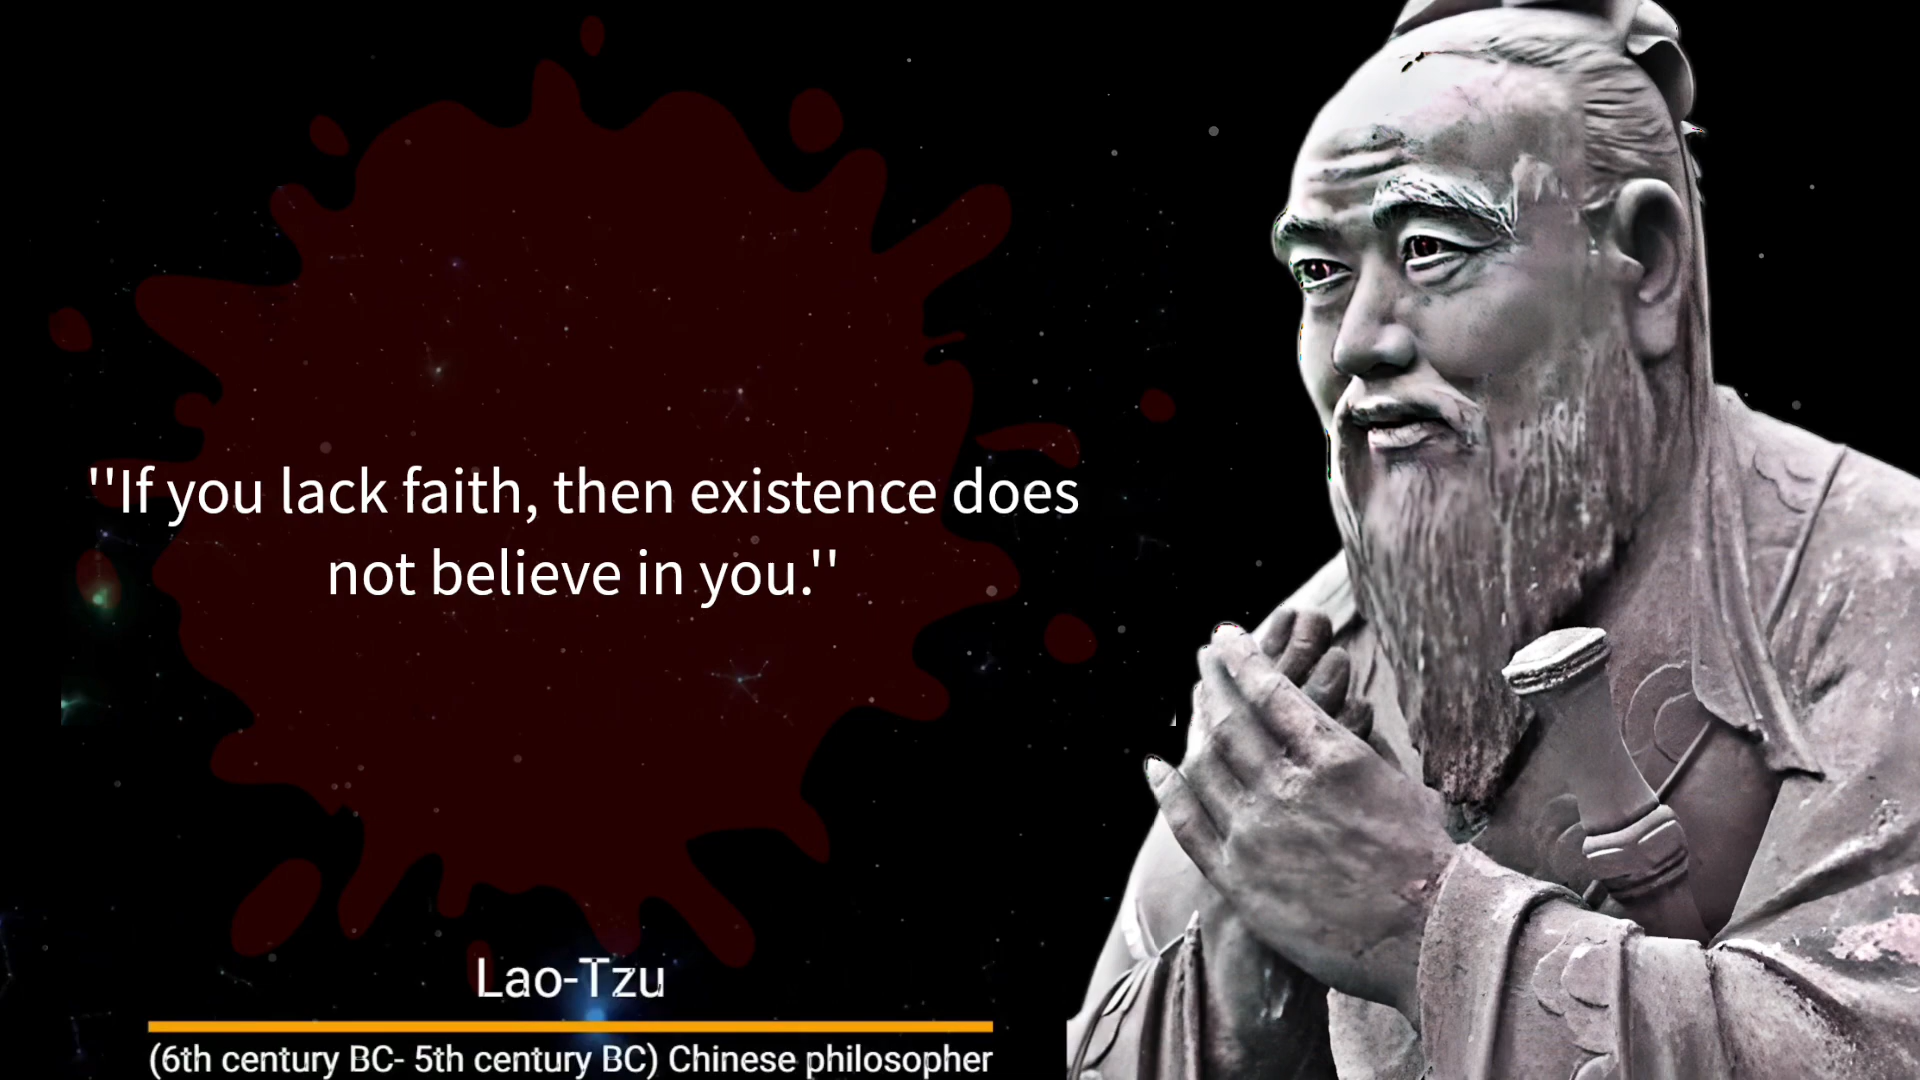 ''If you lack faith, then existence does
not believe in you.''
Lao-Tzu
(6th century BC- 5th century BC) Chinese philosopher